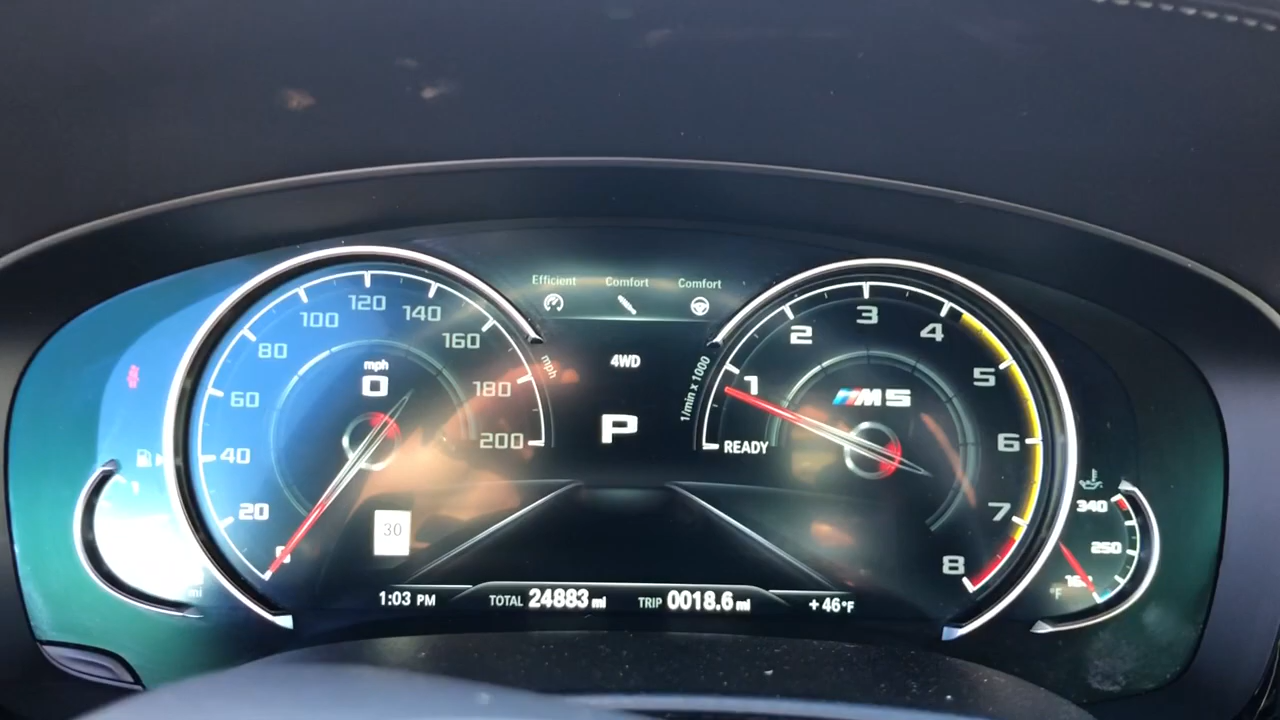 Efficient Comfort Comfort
120
100 140
80 160
60 180
40 200
20
mph
0
mph
30
4WD
P
3
2 4
1 5
6
7
8
1/min x 1000
M5
READY
340
250
°F
1:03 PM TOTAL 24883 mi TRIP 0018.6 mi +46°F